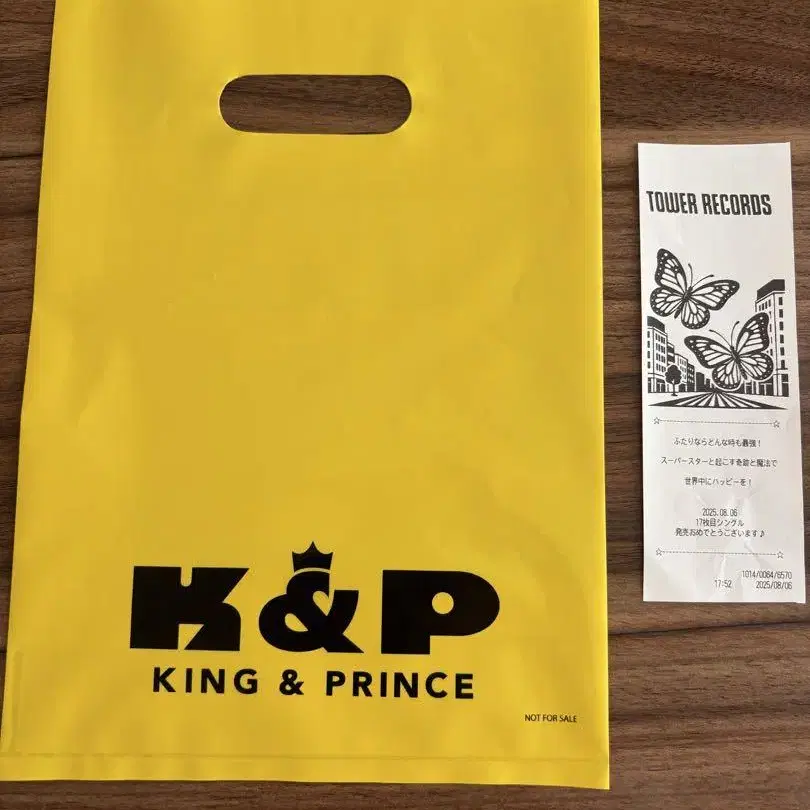 K&P
KING & PRINCE
NOT FOR SALE
TOWER RECORDS
☆------------------------☆
ふたりならどんな時も最強！
スーパースターと起こす奇跡と魔法で
世界中にハッピーを！
2025.08.06
17枚目シングル
発売おめでとうございます♪
☆------------------------☆
1014/0064/6570
17:52 2025/08/06